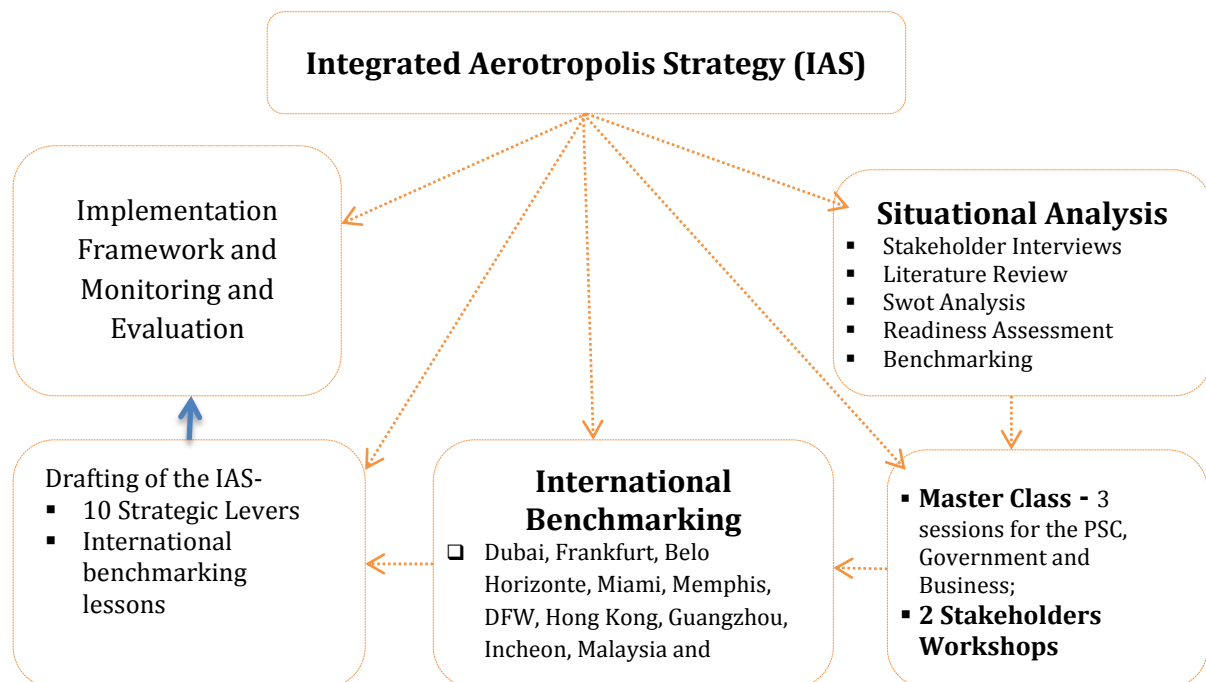 Integrated Aerotropolis Strategy (IAS)
Implementation
Framework and
Monitoring and
Evaluation
Situational Analysis
▪ Stakeholder Interviews
▪ Literature Review
▪ Swot Analysis
▪ Readiness Assessment
▪ Benchmarking
Drafting of the IAS-
▪ 10 Strategic Levers
▪ International
benchmarking
lessons
International
Benchmarking
❑ Dubai, Frankfurt, Belo
Horizonte, Miami, Memphis,
DFW, Hong Kong, Guangzhou,
Incheon, Malaysia and
▪ Master Class - 3
sessions for the PSC,
Government and
Business;
▪ 2 Stakeholders
Workshops